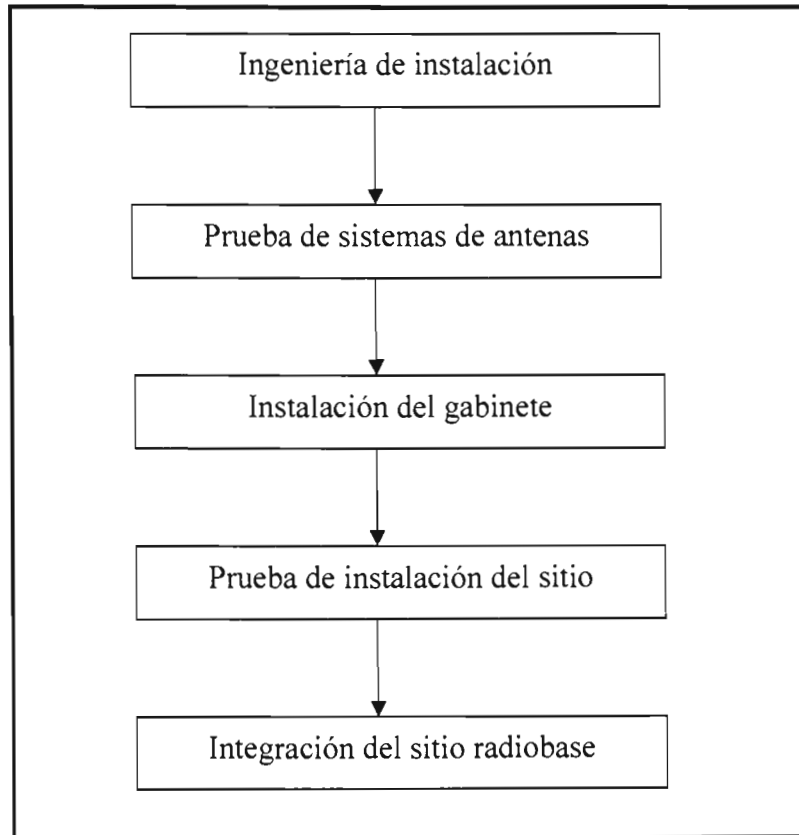 Ingeniería de instalación
Prueba de sistemas de antenas
Instalación del gabinete
Prueba de instalación del sitio
Integración del sitio radiobase